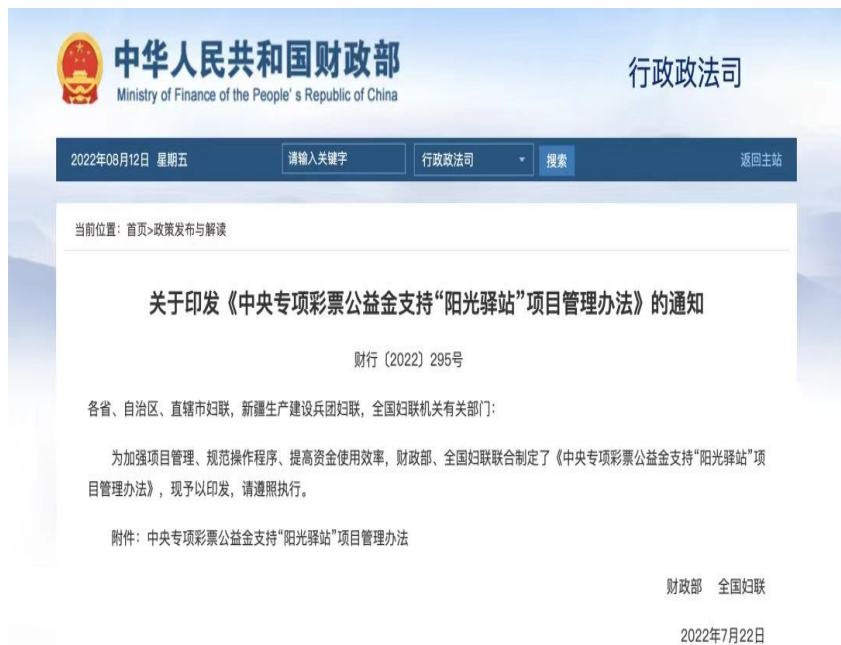 中华人民共和国财政部
Ministry of Finance of the People' s Republic of China
行政政法司
2022年08月12日 星期五
请输入关键字
行政政法司
搜索
返回主站
当前位置：首页>政策发布与解读
关于印发《中央专项彩票公益金支持“阳光驿站”项目管理办法》的通知
财行〔2022〕295号
各省、自治区、直辖市妇联，新疆生产建设兵团妇联，全国妇联机关有关部门：
为加强项目管理、规范操作程序、提高资金使用效率，财政部、全国妇联联合制定了《中央专项彩票公益金支持“阳光驿站”项
目管理办法》，现予以印发，请遵照执行。
附件：中央专项彩票公益金支持“阳光驿站”项目管理办法
财政部 全国妇联
2022年7月22日